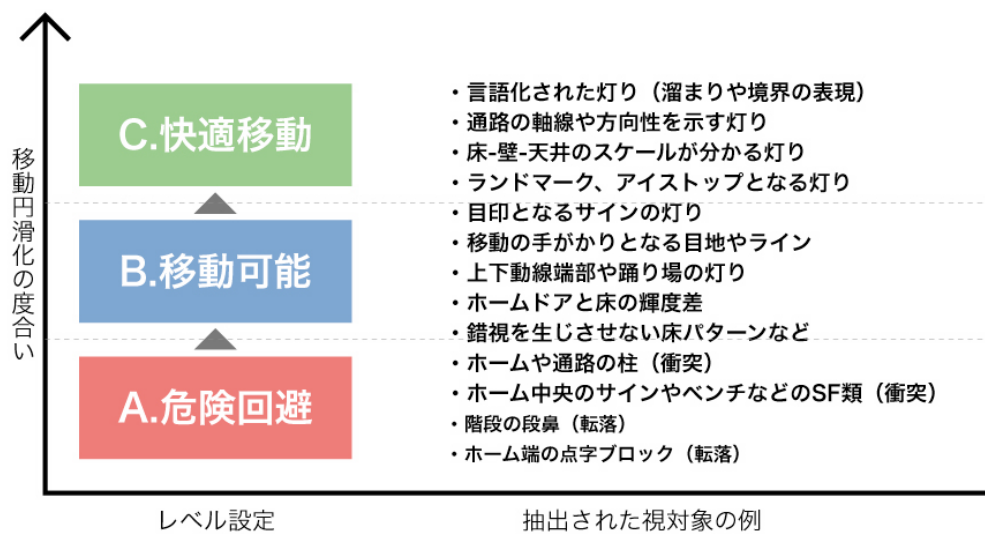 移動円滑化の度合い
C.快適移動
B.移動可能
A.危険回避
・言語化された灯り（溜まりや境界の表現）
・通路の軸線や方向性を示す灯り
・床-壁-天井のスケールが分かる灯り
・ランドマーク、アイストップとなる灯り
・目印となるサインの灯り
・移動の手がかりとなる目地やライン
・上下動線端部や踊り場の灯り
・ホームドアと床の輝度差
・錯視を生じさせない床パターンなど
・ホームや通路の柱（衝突）
・ホーム中央のサインやベンチなどのSF類（衝突）
・階段の段鼻（転落）
・ホーム端の点字ブロック（転落）
レベル設定
抽出された視対象の例